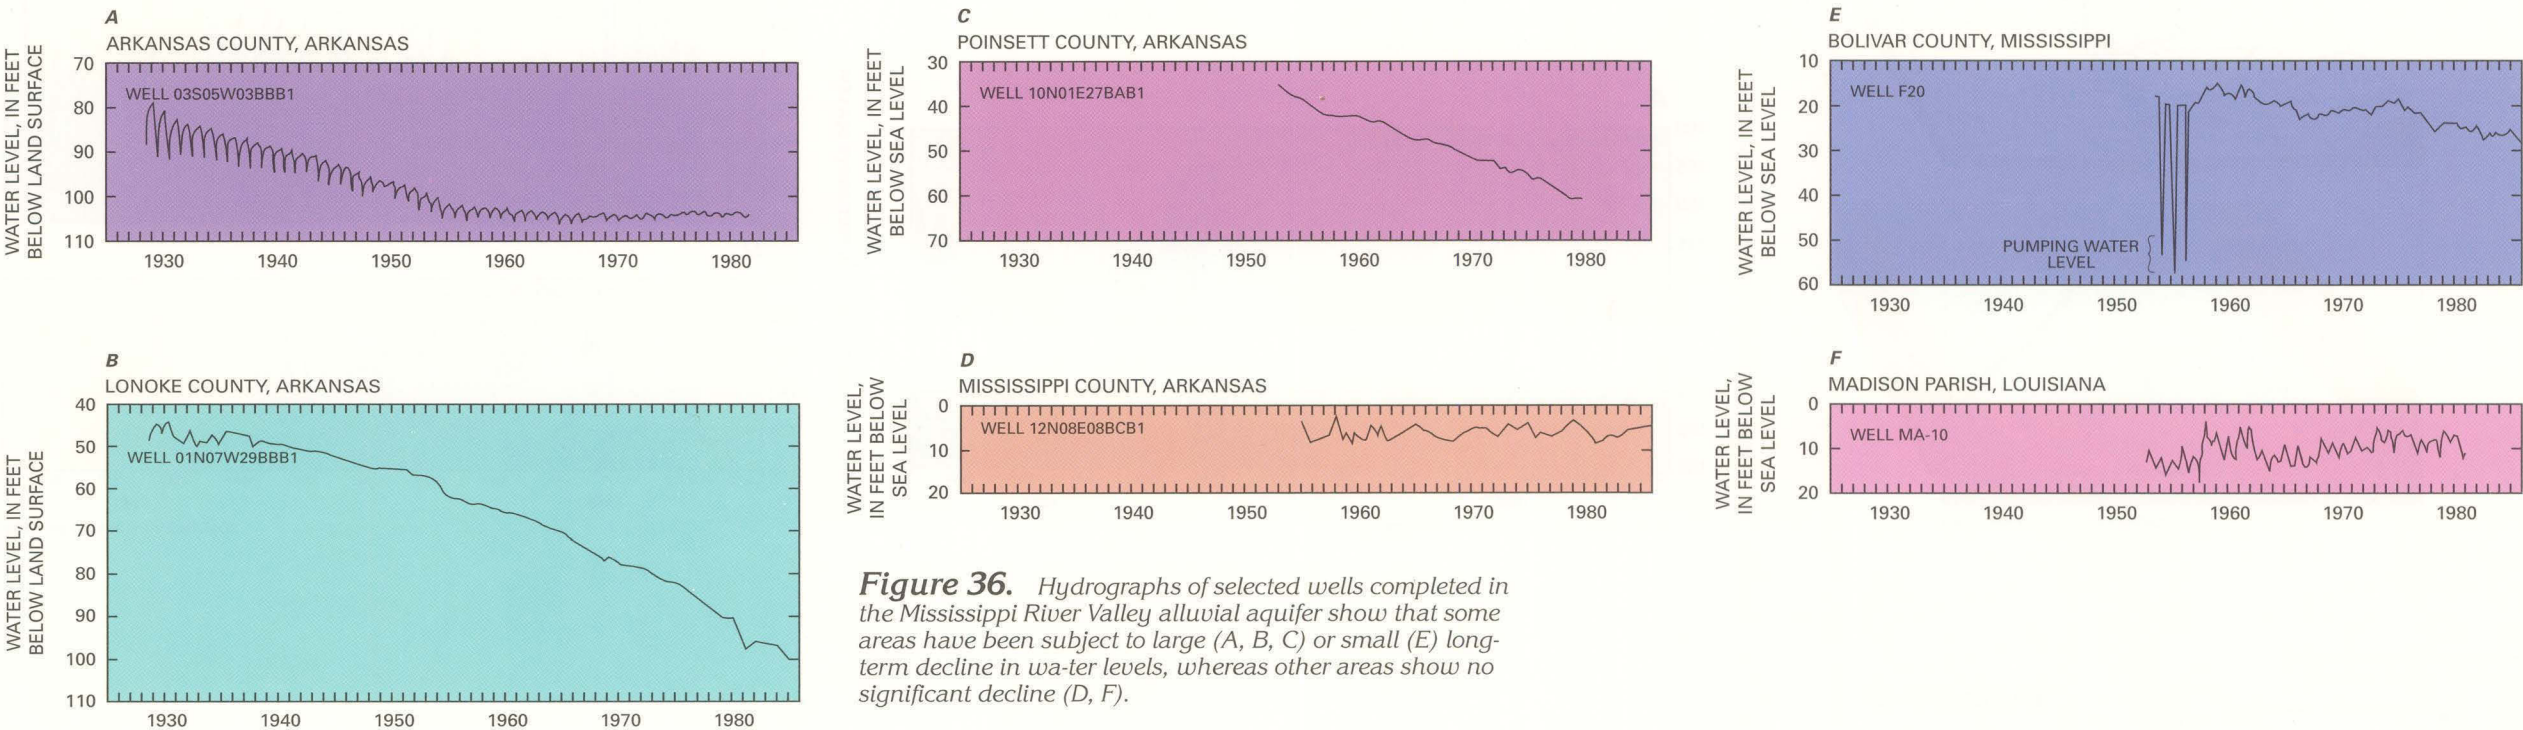 A
ARKANSAS COUNTY, ARKANSAS
WATER LEVEL, IN FEET
BELOW LAND SURFACE
70
80
90
100
110
WELL 03S05W03BBB1
1930 1940 1950 1960 1970 1980
B
LONOKE COUNTY, ARKANSAS
WATER LEVEL, IN FEET
BELOW LAND SURFACE
40
50
60
70
80
90
100
110
WELL 01N07W29BBB1
1930 1940 1950 1960 1970 1980
C
POINSETT COUNTY, ARKANSAS
WATER LEVEL, IN FEET
BELOW SEA LEVEL
30
40
50
60
70
WELL 10N01E27BAB1
1930 1940 1950 1960 1970 1980
D
MISSISSIPPI COUNTY, ARKANSAS
WATER LEVEL,
IN FEET BELOW
SEA LEVEL
0
10
20
WELL 12N08E08BCB1
1930 1940 1950 1960 1970 1980
E
BOLIVAR COUNTY, MISSISSIPPI
WATER LEVEL, IN FEET
BELOW SEA LEVEL
10
20
30
40
50
60
WELL F20
PUMPING WATER
LEVEL
1930 1940 1950 1960 1970 1980
F
MADISON PARISH, LOUISIANA
WATER LEVEL,
IN FEET BELOW
SEA LEVEL
0
10
20
WELL MA-10
1930 1940 1950 1960 1970 1980
Figure 36. Hydrographs of selected wells completed in
the Mississippi River Valley alluvial aquifer show that some
areas have been subject to large (A, B, C) or small (E) long-
term decline in wa-ter levels, whereas other areas show no
significant decline (D, F).